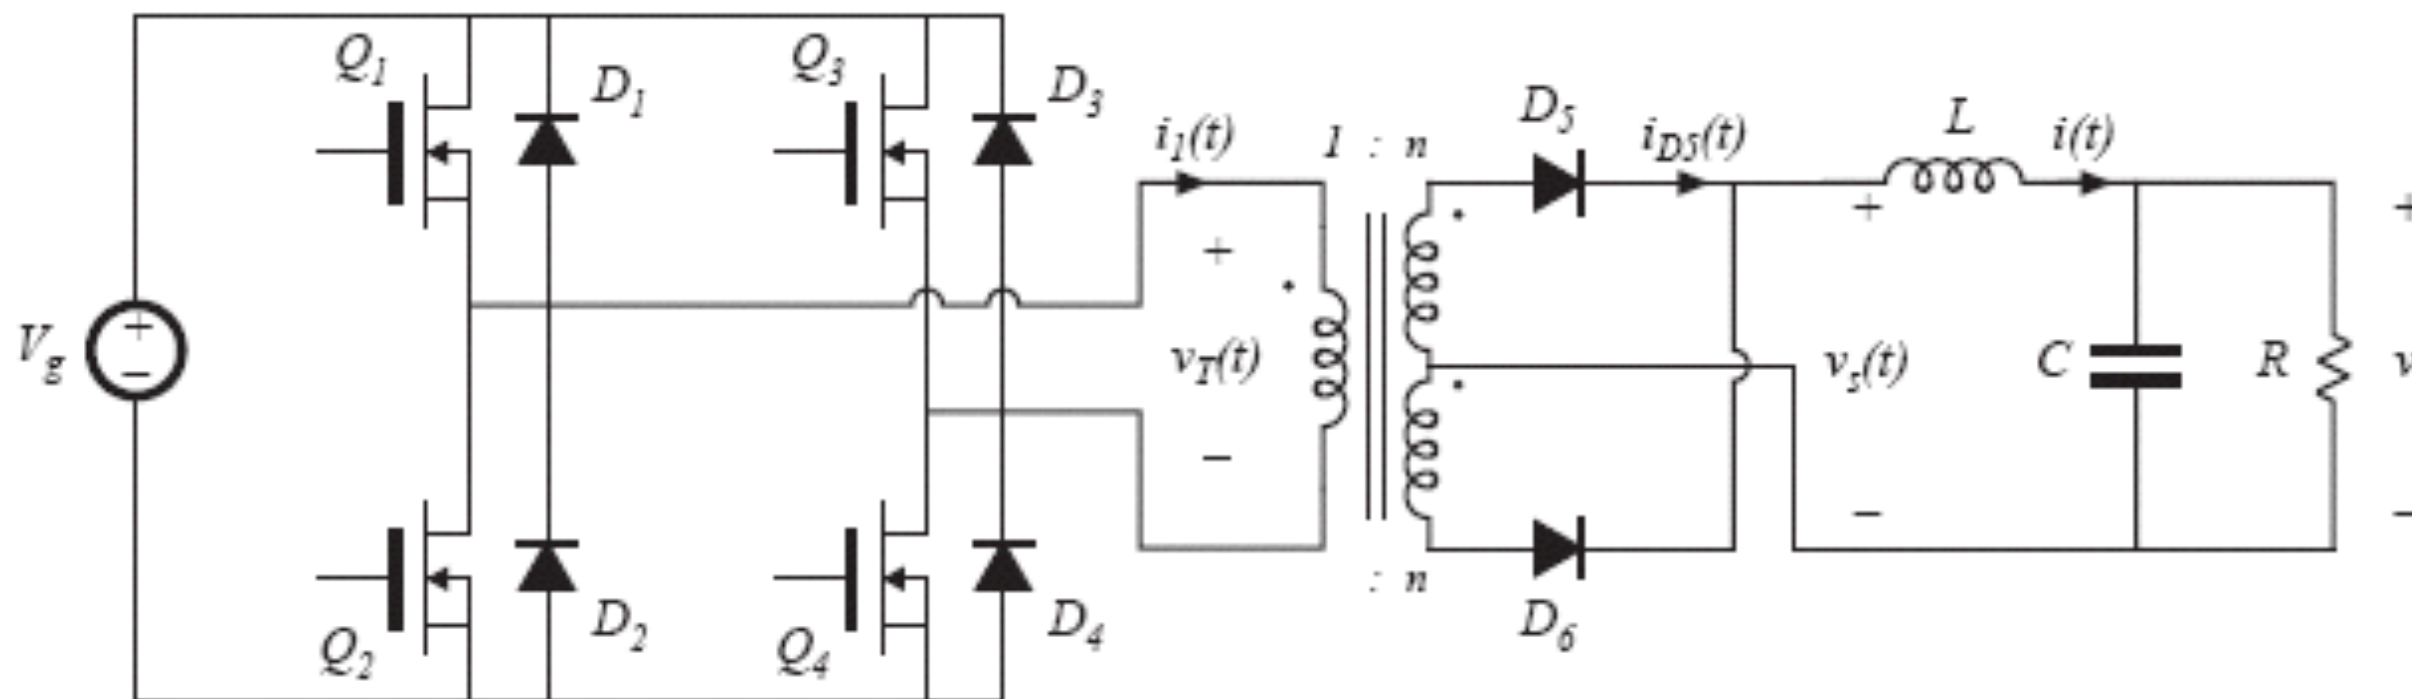 Q1 D1 Q3 D3
D5 iD5(t) L i(t)
i1(t) 1 : n
+ + +
Vg + −
vT(t) vs(t) C R v
− − −
Q2 D2 Q4 D4
: n
D6